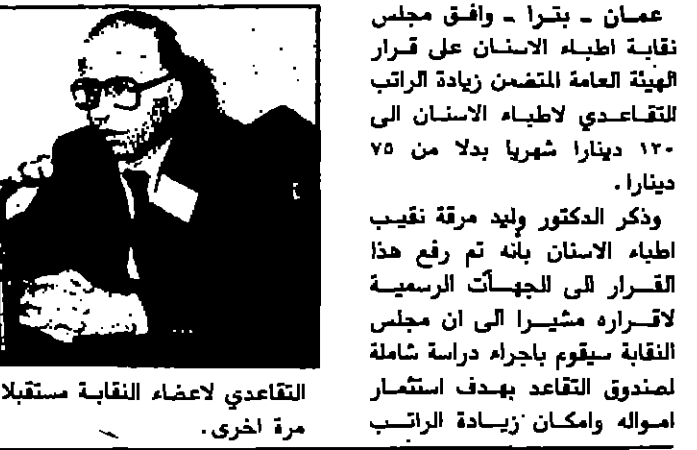 عمان - بترا - وافق مجلس
نقابة اطباء الاسنان على قرار
الهيئة العامة المتضمن زيادة الراتب
التقاعدي لاطباء الاسنان الى
١٢٠ دينارا شهريا بدلا من ٧٥
دينارا.
وذكر الدكتور وليد مرقة نقيب
اطباء الاسنان بأنه تم رفع هذا
القرار الى الجهات الرسمية
لاقراره مشيرا الى ان مجلس
النقابة سيقوم باجراء دراسة شاملة
لصندوق التقاعد بهدف استثمار
امواله وامكان زيادة الراتب
التقاعدي لاعضاء النقابة مستقبلا
مرة اخرى.